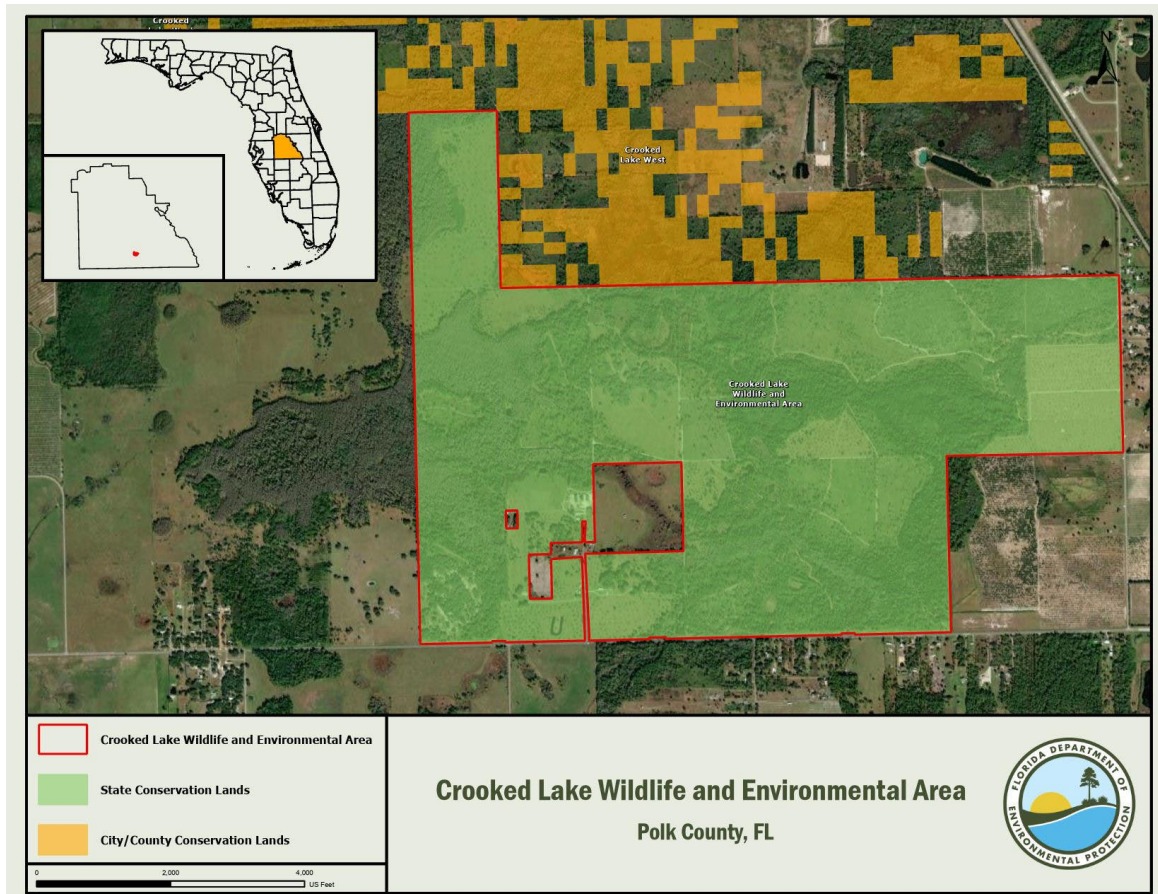 Crooked
Crooked
Lake West
Crooked Lake
Wildlife and
Environmental Area
Crooked Lake Wildlife and Environmental Area
State Conservation Lands
City/County Conservation Lands
0
2,000
4,000
US Feet
Crooked Lake Wildlife and Environmental Area
Polk County, FL
FLORIDA DEPARTMENT OF
ENVIRONMENTAL PROTECTION